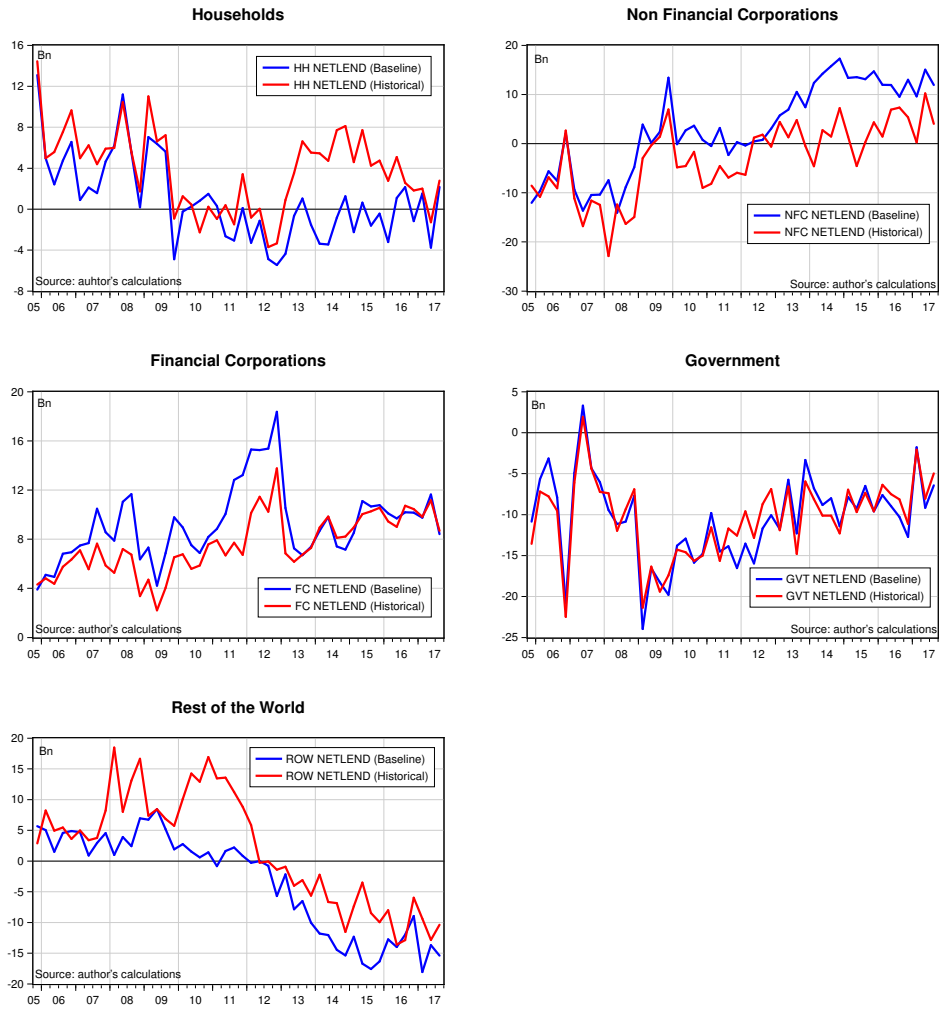 Households
16
12
8
4
0
-4
-8
Bn
HH NETLEND (Baseline)
HH NETLEND (Historical)
Source: auhtor's calculations
05 06 07 08 09 10 11 12 13 14 15 16 17
Non Financial Corporations
20
10
0
-10
-20
-30
Bn
NFC NETLEND (Baseline)
NFC NETLEND (Historical)
Source: author's calculations
05 06 07 08 09 10 11 12 13 14 15 16 17
Financial Corporations
20
16
12
8
4
0
Bn
FC NETLEND (Baseline)
FC NETLEND (Historical)
Source: author's calculations
05 06 07 08 09 10 11 12 13 14 15 16 17
Government
5
0
-5
-10
-15
-20
-25
Bn
GVT NETLEND (Baseline)
GVT NETLEND (Historical)
Source: author's calculations
05 06 07 08 09 10 11 12 13 14 15 16 17
Rest of the World
20
15
10
5
0
-5
-10
-15
-20
Bn
ROW NETLEND (Baseline)
ROW NETLEND (Historical)
Source: author's calculations
05 06 07 08 09 10 11 12 13 14 15 16 17